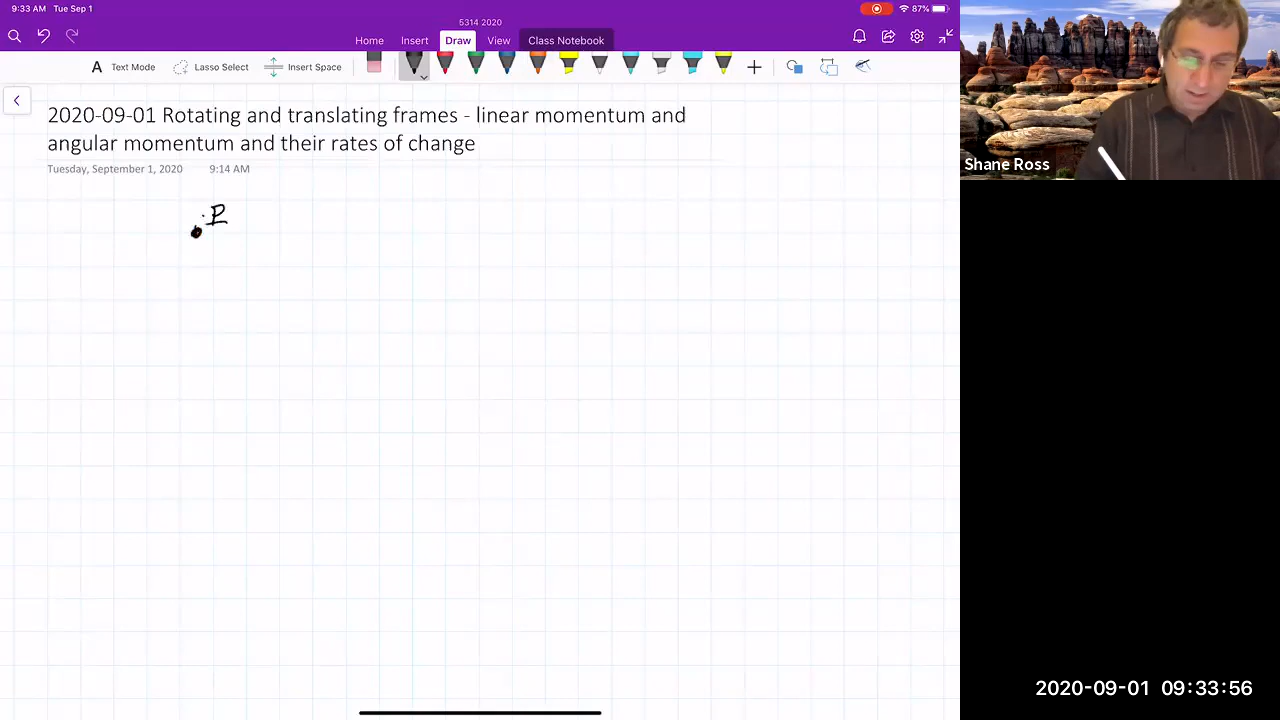 9:33 AM Tue Sep 1
87%
5314 2020
Home Insert Draw View Class Notebook
A Text Mode Lasso Select Insert Space
2020-09-01 Rotating and translating frames - linear momentum and
angular momentum and their rates of change
Tuesday, September 1, 2020 9:14 AM
P
Shane Ross
2020-09-01 09:33:56